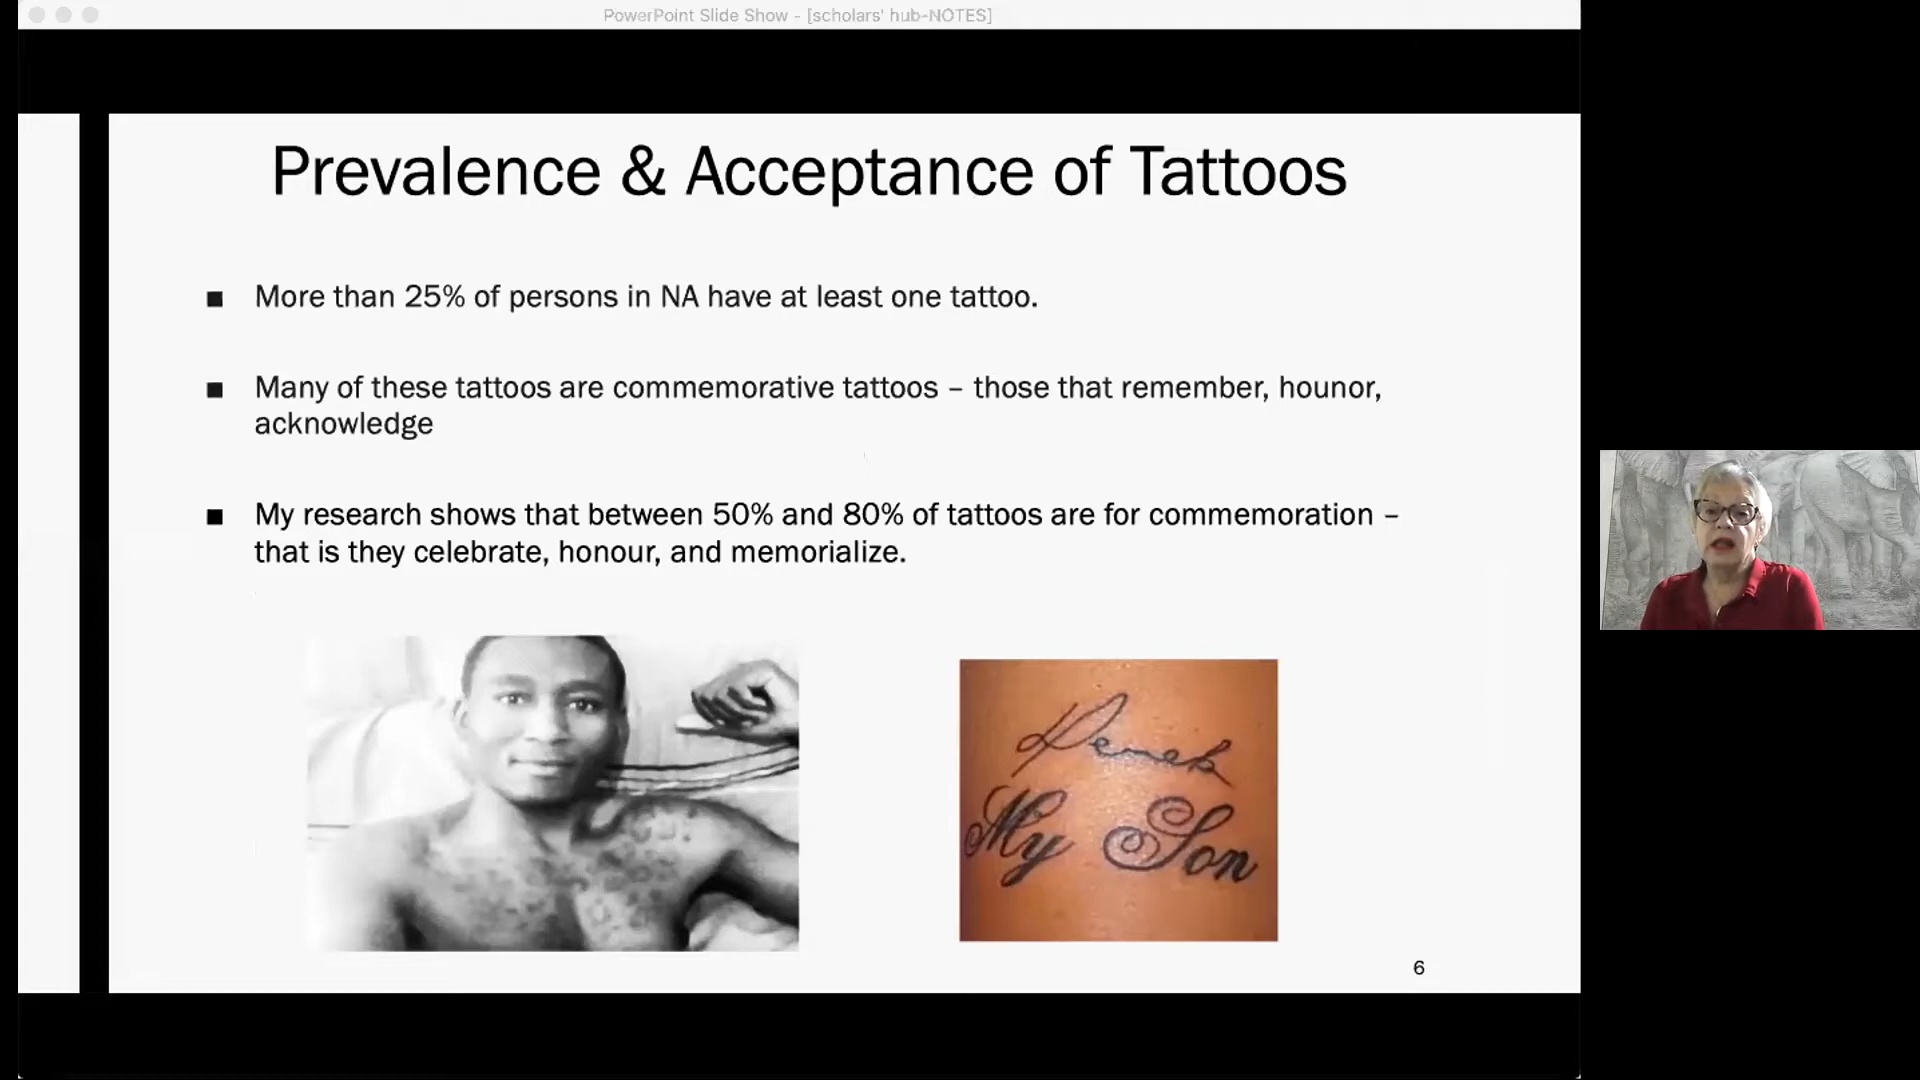 PowerPoint Slide Show - [scholars' hub-NOTES]
Prevalence & Acceptance of Tattoos
■ More than 25% of persons in NA have at least one tattoo.
■ Many of these tattoos are commemorative tattoos – those that remember, hounor,
acknowledge
■ My research shows that between 50% and 80% of tattoos are for commemoration –
that is they celebrate, honour, and memorialize.
My Son
6